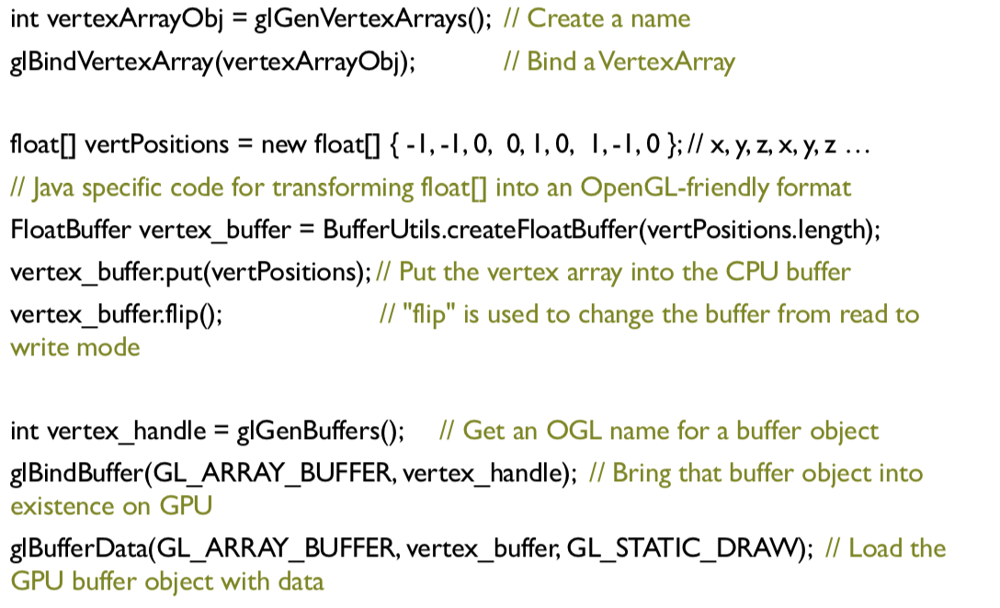 int vertexArrayObj = glGenVertexArrays(); // Create a name
glBindVertexArray(vertexArrayObj); // Bind a VertexArray
float[] vertPositions = new float[] { -1, -1, 0, 0, 1, 0, 1, -1, 0 }; // x, y, z, x, y, z …
// Java specific code for transforming float[] into an OpenGL-friendly format
FloatBuffer vertex_buffer = BufferUtils.createFloatBuffer(vertPositions.length);
vertex_buffer.put(vertPositions); // Put the vertex array into the CPU buffer
vertex_buffer.flip(); // "flip" is used to change the buffer from read to
write mode
int vertex_handle = glGenBuffers(); // Get an OGL name for a buffer object
glBindBuffer(GL_ARRAY_BUFFER, vertex_handle); // Bring that buffer object into
existence on GPU
glBufferData(GL_ARRAY_BUFFER, vertex_buffer, GL_STATIC_DRAW); // Load the
GPU buffer object with data